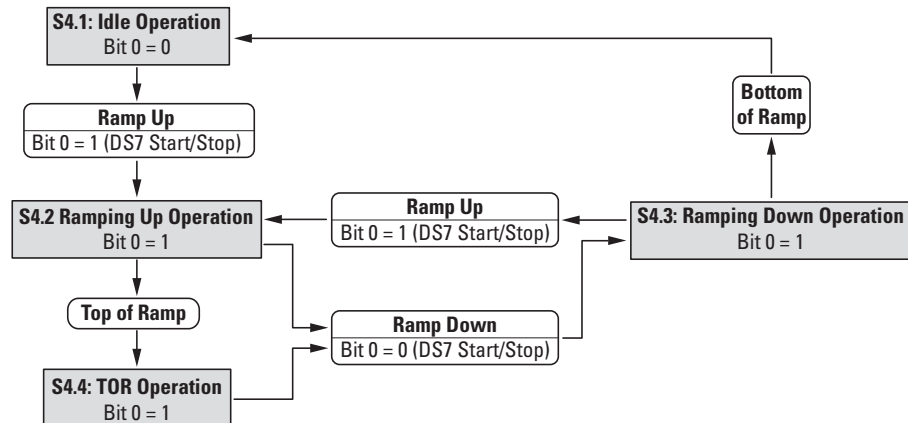 S4.1: Idle Operation
Bit 0 = 0
Bottom
of Ramp
Ramp Up
Bit 0 = 1 (DS7 Start/Stop)
S4.2 Ramping Up Operation
Bit 0 = 1
Ramp Up
Bit 0 = 1 (DS7 Start/Stop)
S4.3: Ramping Down Operation
Bit 0 = 1
Top of Ramp
Ramp Down
Bit 0 = 0 (DS7 Start/Stop)
S4.4: TOR Operation
Bit 0 = 1